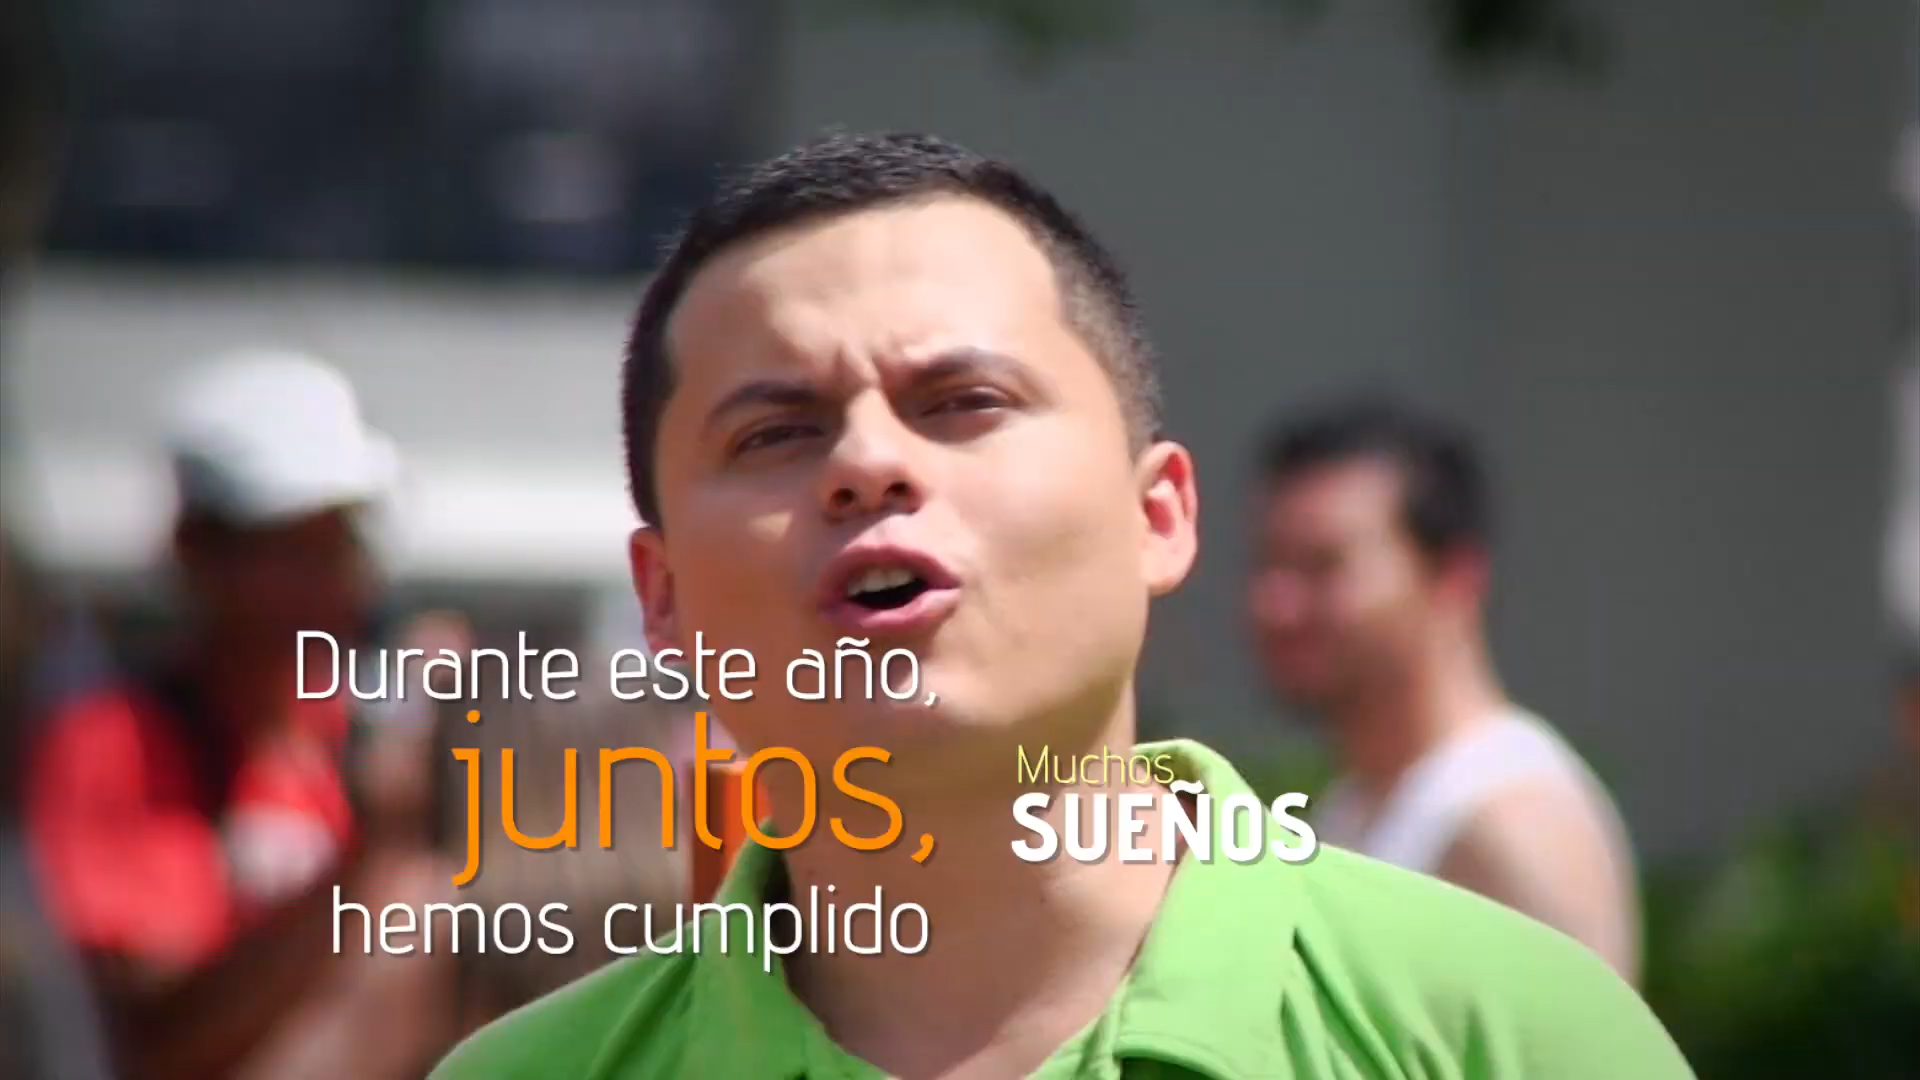 Durante este año,
juntos,
hemos cumplido
Muchos
SUEÑOS